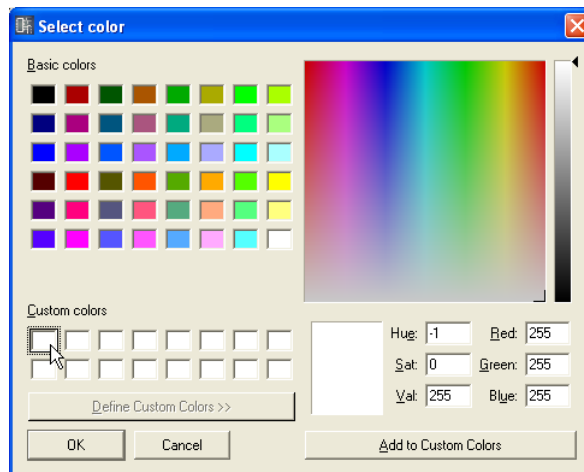 Select color
Basic colors
Custom colors
Define Custom Colors >>
OK
Cancel
Hue: -1
Red: 255
Sat: 0
Green: 255
Val: 255
Blue: 255
Add to Custom Colors